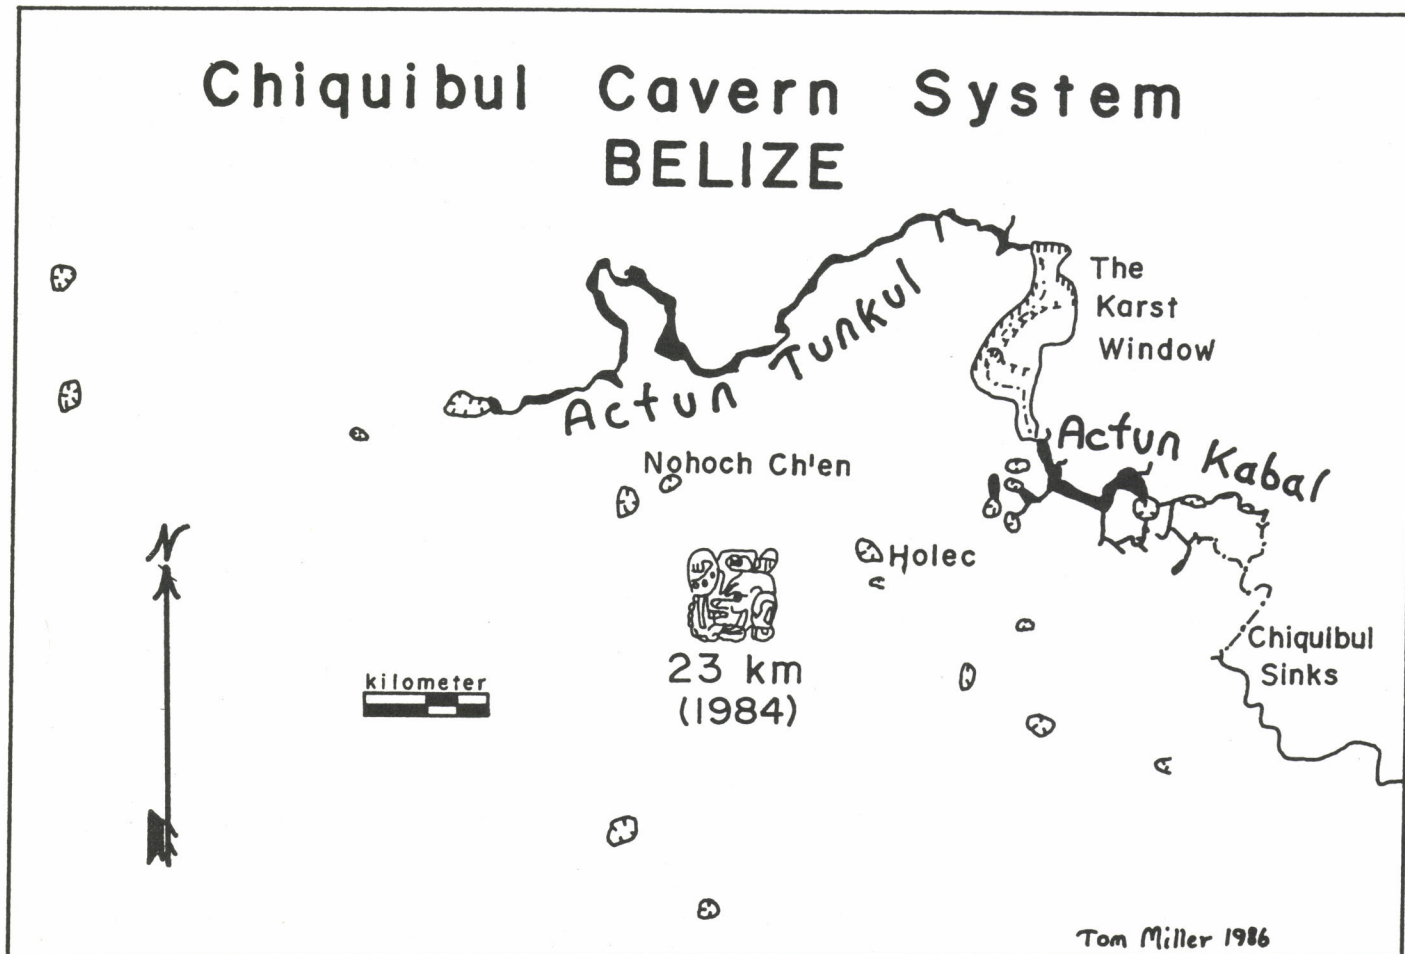 Chiquibul Cavern System
BELIZE
The
Karst
Window
Actun Tunkul
Actun Kabal
Nohoch Ch'en
N
Holec
Chiquibul
Sinks
23 km
(1984)
kilometer
Tom Miller 1986